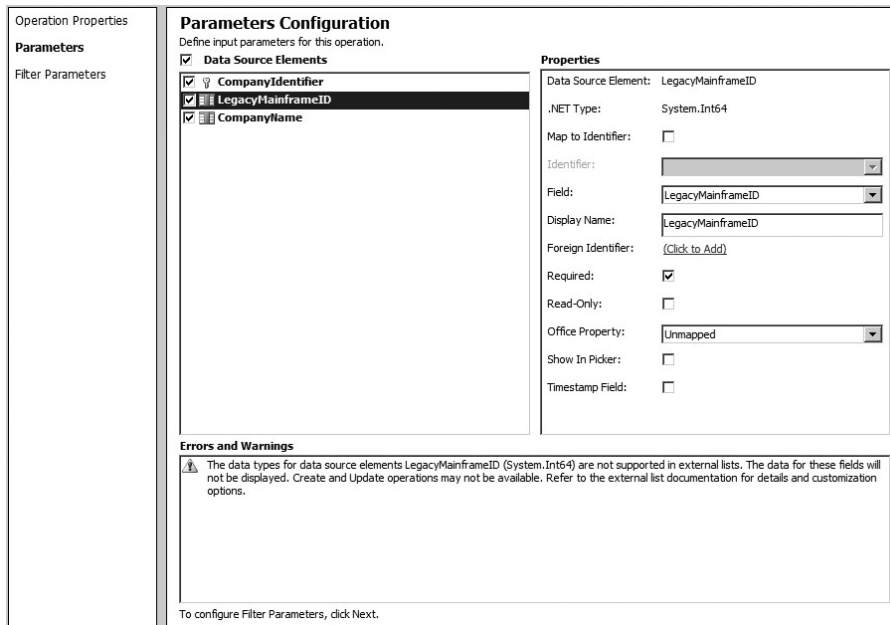 Operation Properties
Parameters
Filter Parameters
Parameters Configuration
Define input parameters for this operation.
Data Source Elements
CompanyIdentifier
LegacyMainframeID
CompanyName
Properties
Data Source Element: LegacyMainframeID
.NET Type: System.Int64
Map to Identifier:
Identifier:
Field: LegacyMainframeID
Display Name: LegacyMainframeID
Foreign Identifier: (Click to Add)
Required:
Read-Only:
Office Property: Unmapped
Show In Picker:
Timestamp Field:
Errors and Warnings
The data types for data source elements LegacyMainframeID (System.Int64) are not supported in external lists. The data for these fields will
not be displayed. Create and Update operations may not be available. Refer to the external list documentation for details and customization
options.
To configure Filter Parameters, click Next.